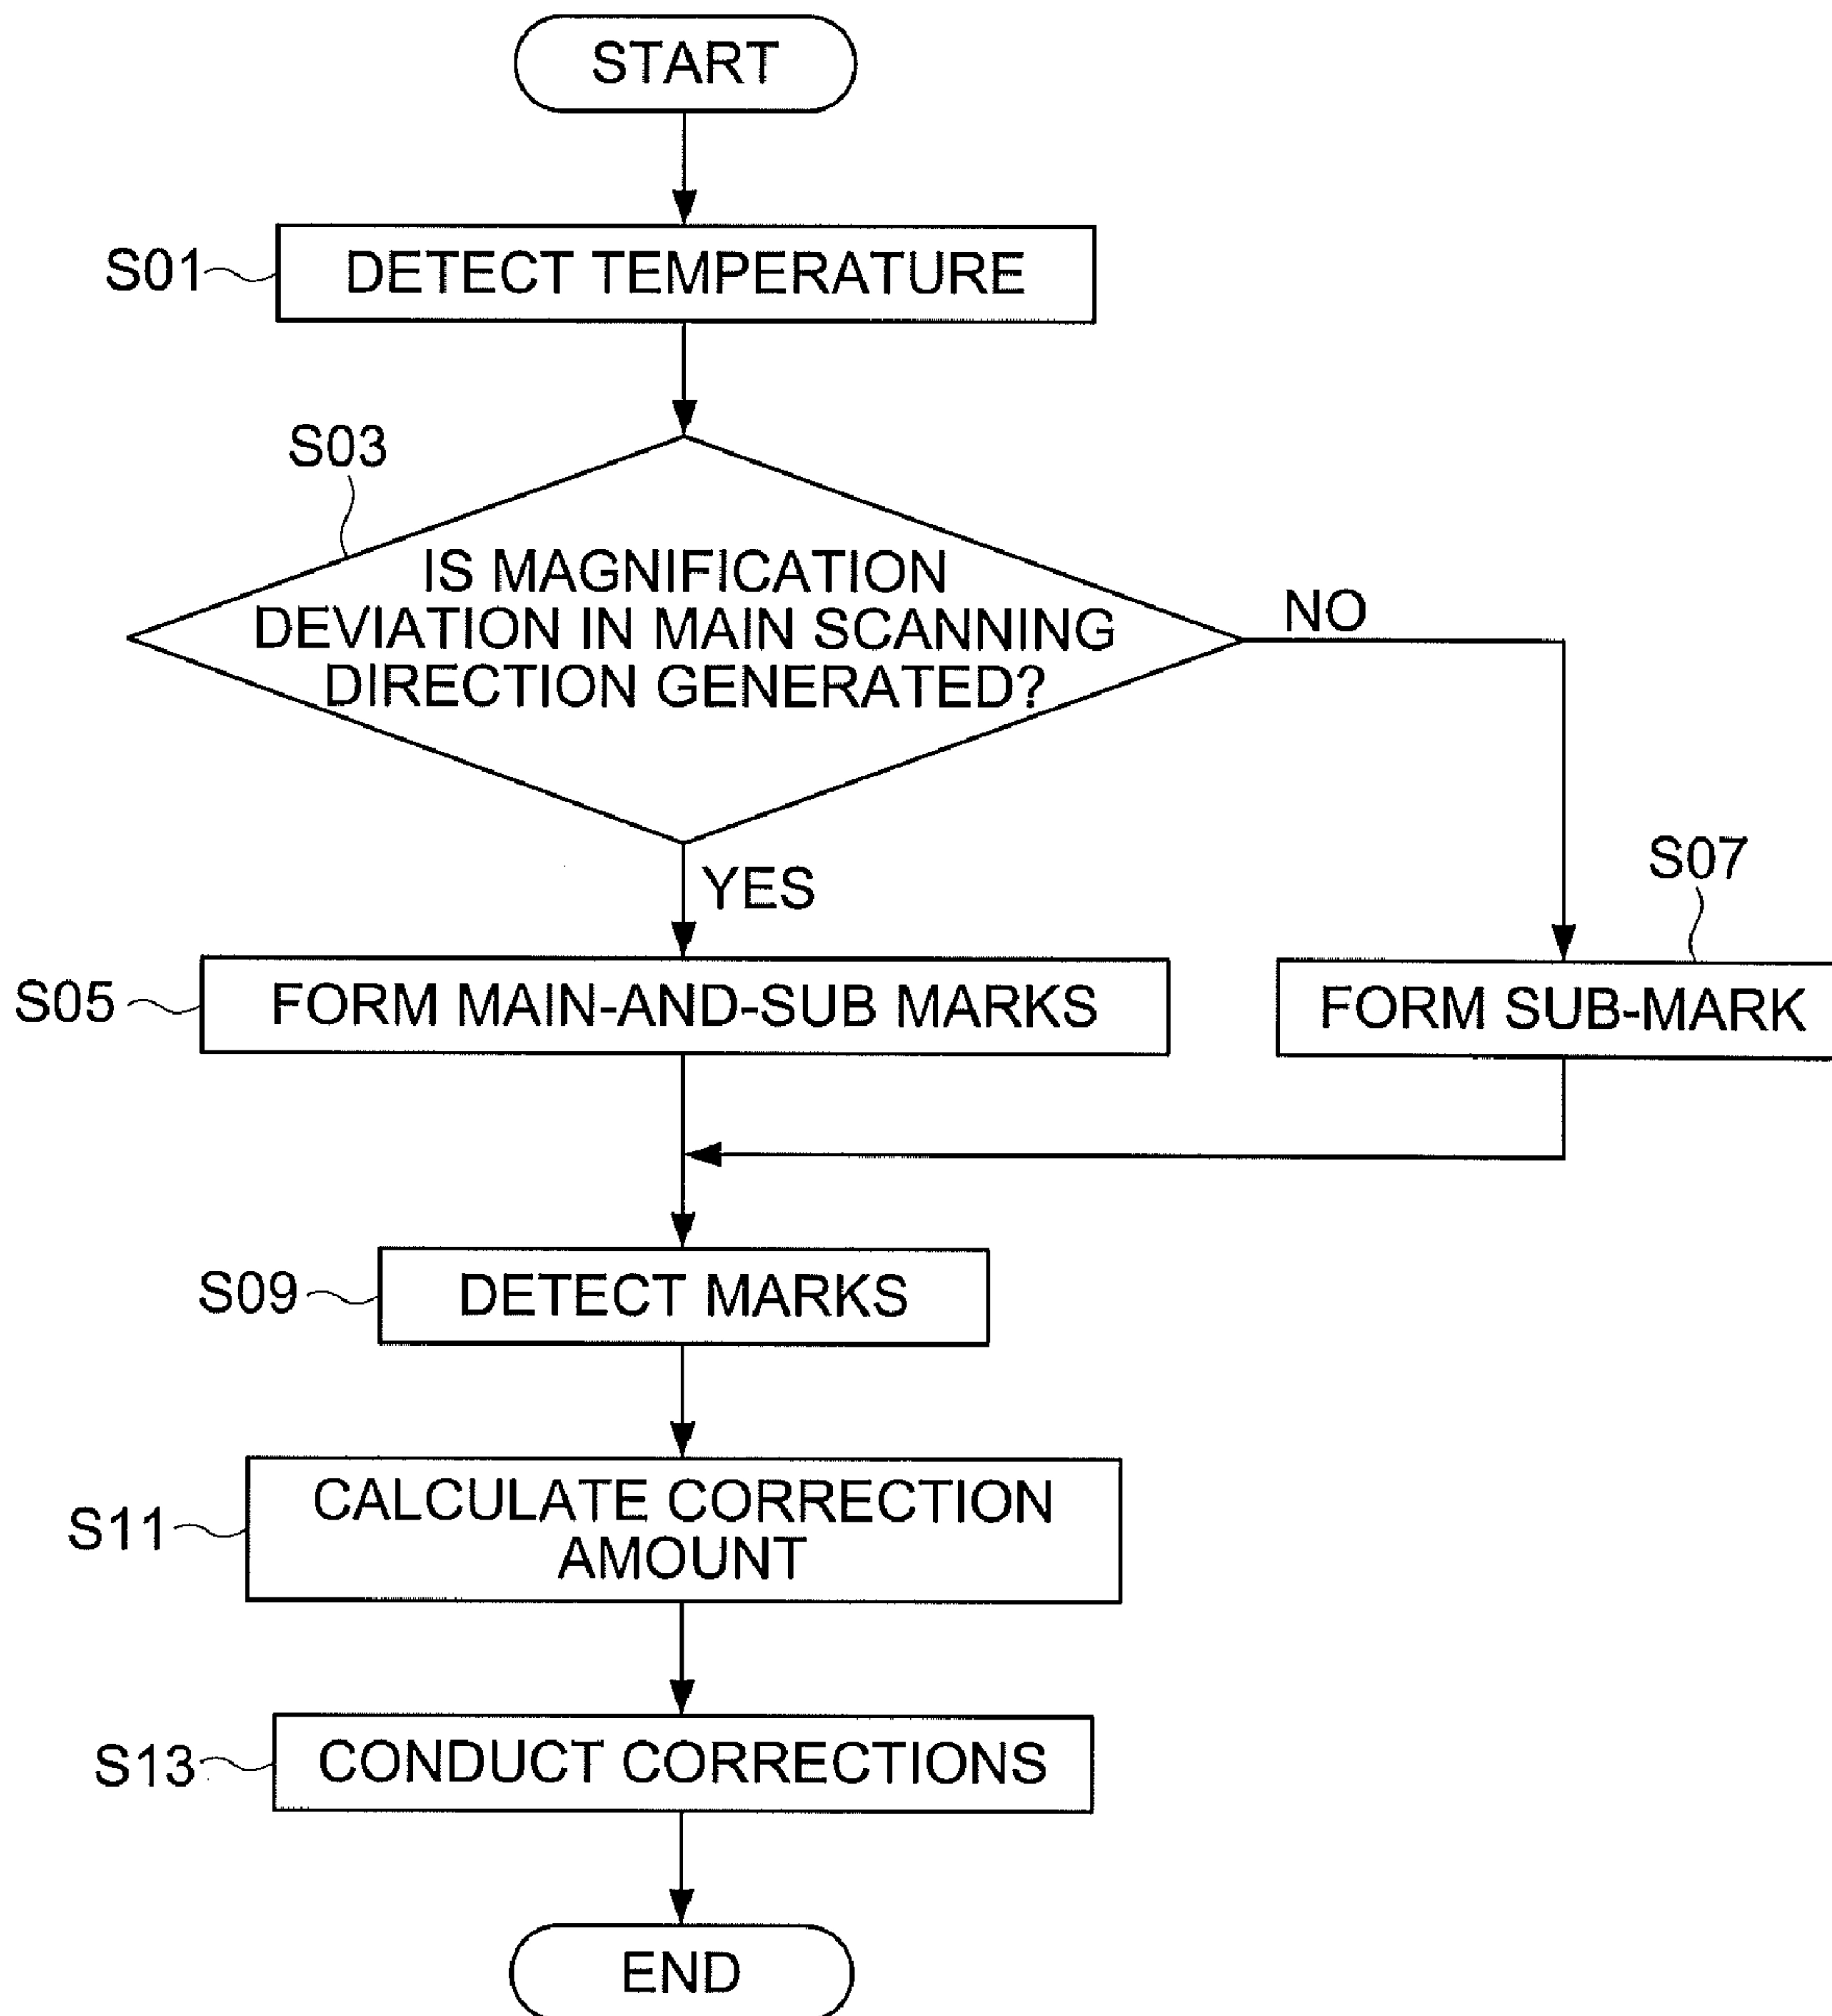 START
S01
DETECT TEMPERATURE
S03
IS MAGNIFICATION
DEVIATION IN MAIN SCANNING
DIRECTION GENERATED?
NO
YES
S07
S05
FORM MAIN-AND-SUB MARKS
FORM SUB-MARK
S09
DETECT MARKS
S11
CALCULATE CORRECTION
AMOUNT
S13
CONDUCT CORRECTIONS
END